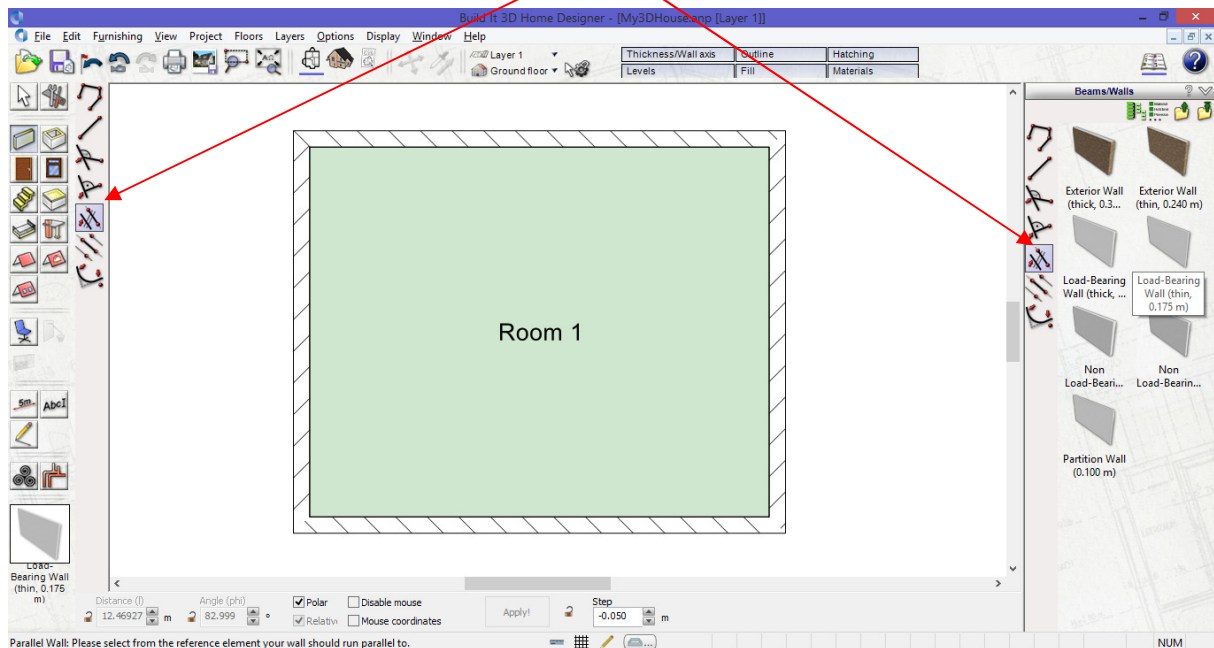 Build It 3D Home Designer - [My3DHouse.anp [Layer 1]]
File Edit Furnishing View Project Floors Layers Options Display Window Help
Layer 1
Ground floor
Thickness/Wall axis Outline Hatching
Levels Fill Materials
Beams/Walls
Exterior Wall (thick, 0.3...
Exterior Wall (thin, 0.240 m)
Load-Bearing Wall (thick, ...
Load-Bearing Wall (thin, 0.175 m)
Non Load-Beari...
Non Load-Bearin...
Partition Wall (0.100 m)
Room 1
5m.
AbcI
Load-
Bearing Wall
(thin, 0.175
m)
Distance (l) Angle (phi)
12.46927 m 82.999 °
Polar Disable mouse
Relativ Mouse coordinates
Apply!
Step
-0.050 m
Parallel Wall: Please select from the reference element your wall should run parallel to.
NUM